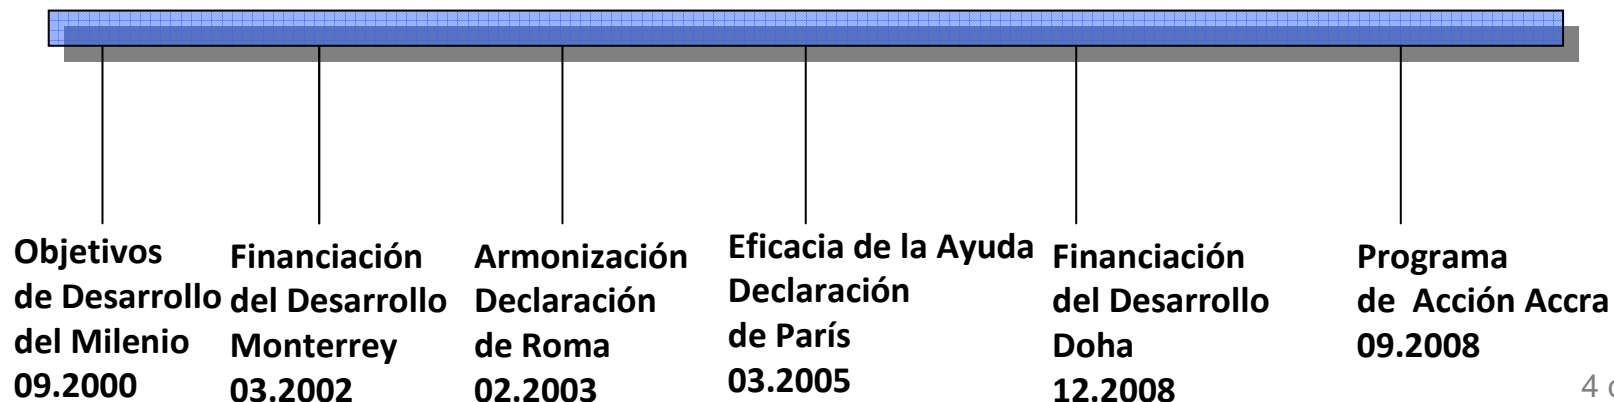 Objetivos
de Desarrollo
del Milenio
09.2000
Financiación
del Desarrollo
Monterrey
03.2002
Armonización
Declaración
de Roma
02.2003
Eficacia de la Ayuda
Declaración
de París
03.2005
Financiación
del Desarrollo
Doha
12.2008
Programa
de Acción Accra
09.2008
4